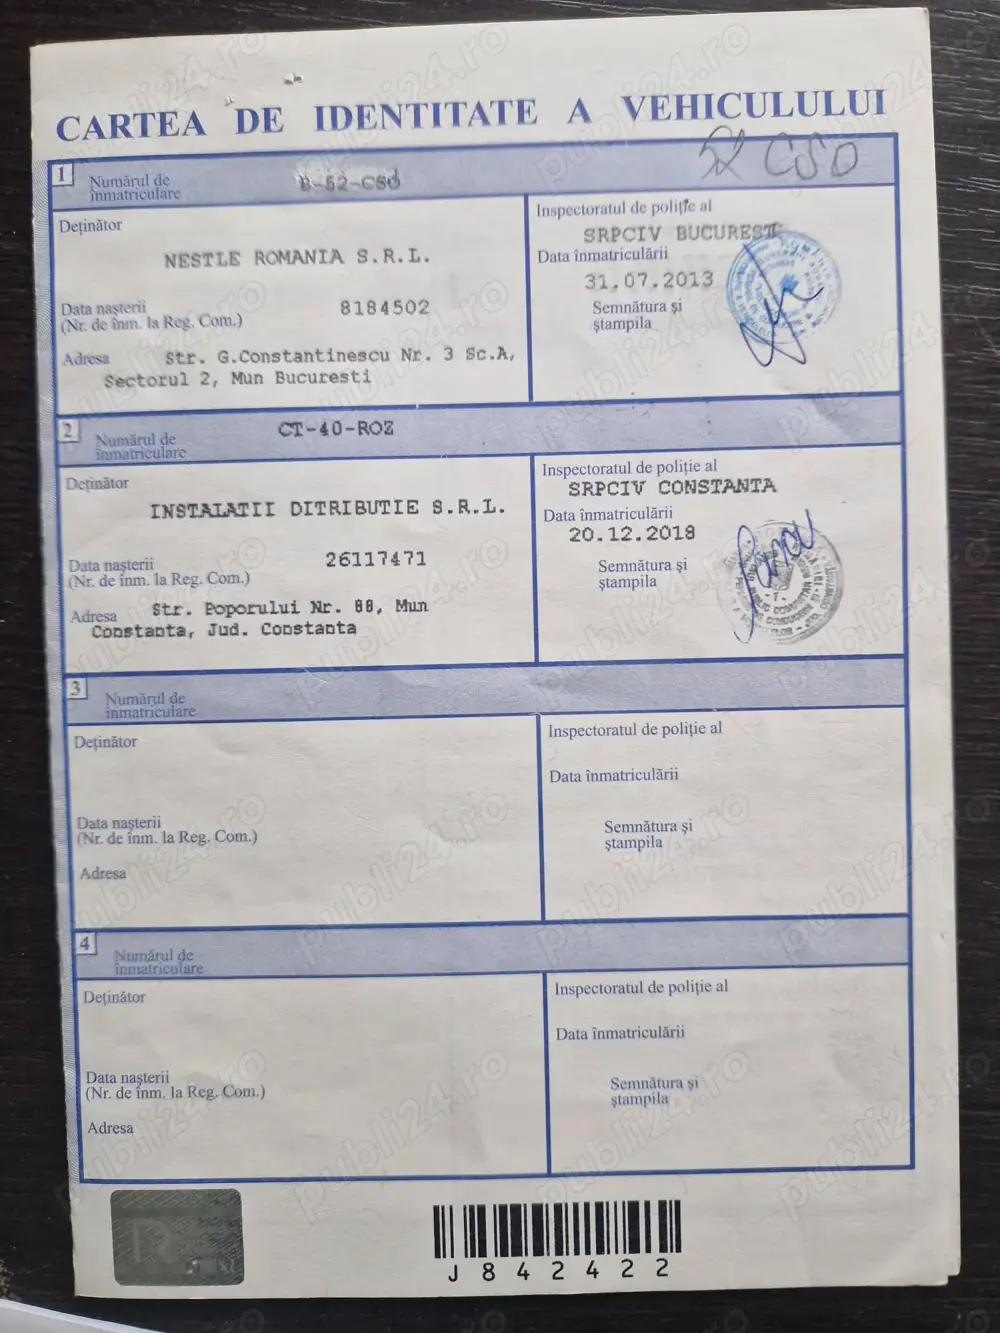 CARTEA DE IDENTITATE A VEHICULULUI
52 CSO
1 Numărul de înmatriculare B-52-CSO
Deţinător
NESTLE ROMANIA S.R.L.
Data naşterii
(Nr. de înm. la Reg. Com.) 8184502
Adresa Str. G.Constantinescu Nr. 3 Sc.A,
Sectorul 2, Mun Bucuresti
Inspectoratul de poliţie al
SRPCIV BUCURESTI
Data înmatriculării
31.07.2013
Semnătura şi
ştampila
2 Numărul de înmatriculare CT-40-ROZ
Deţinător
INSTALATII DITRIBUTIE S.R.L.
Data naşterii
(Nr. de înm. la Reg. Com.) 26117471
Adresa Str. Poporului Nr. 88, Mun
Constanta, Jud. Constanta
Inspectoratul de poliţie al
SRPCIV CONSTANTA
Data înmatriculării
20.12.2018
Semnătura şi
ştampila
3 Numărul de înmatriculare
Deţinător
Data naşterii
(Nr. de înm. la Reg. Com.)
Adresa
Inspectoratul de poliţie al
Data înmatriculării
Semnătura şi
ştampila
4 Numărul de înmatriculare
Deţinător
Data naşterii
(Nr. de înm. la Reg. Com.)
Adresa
Inspectoratul de poliţie al
Data înmatriculării
Semnătura şi
ştampila
J842422
publi24.ro